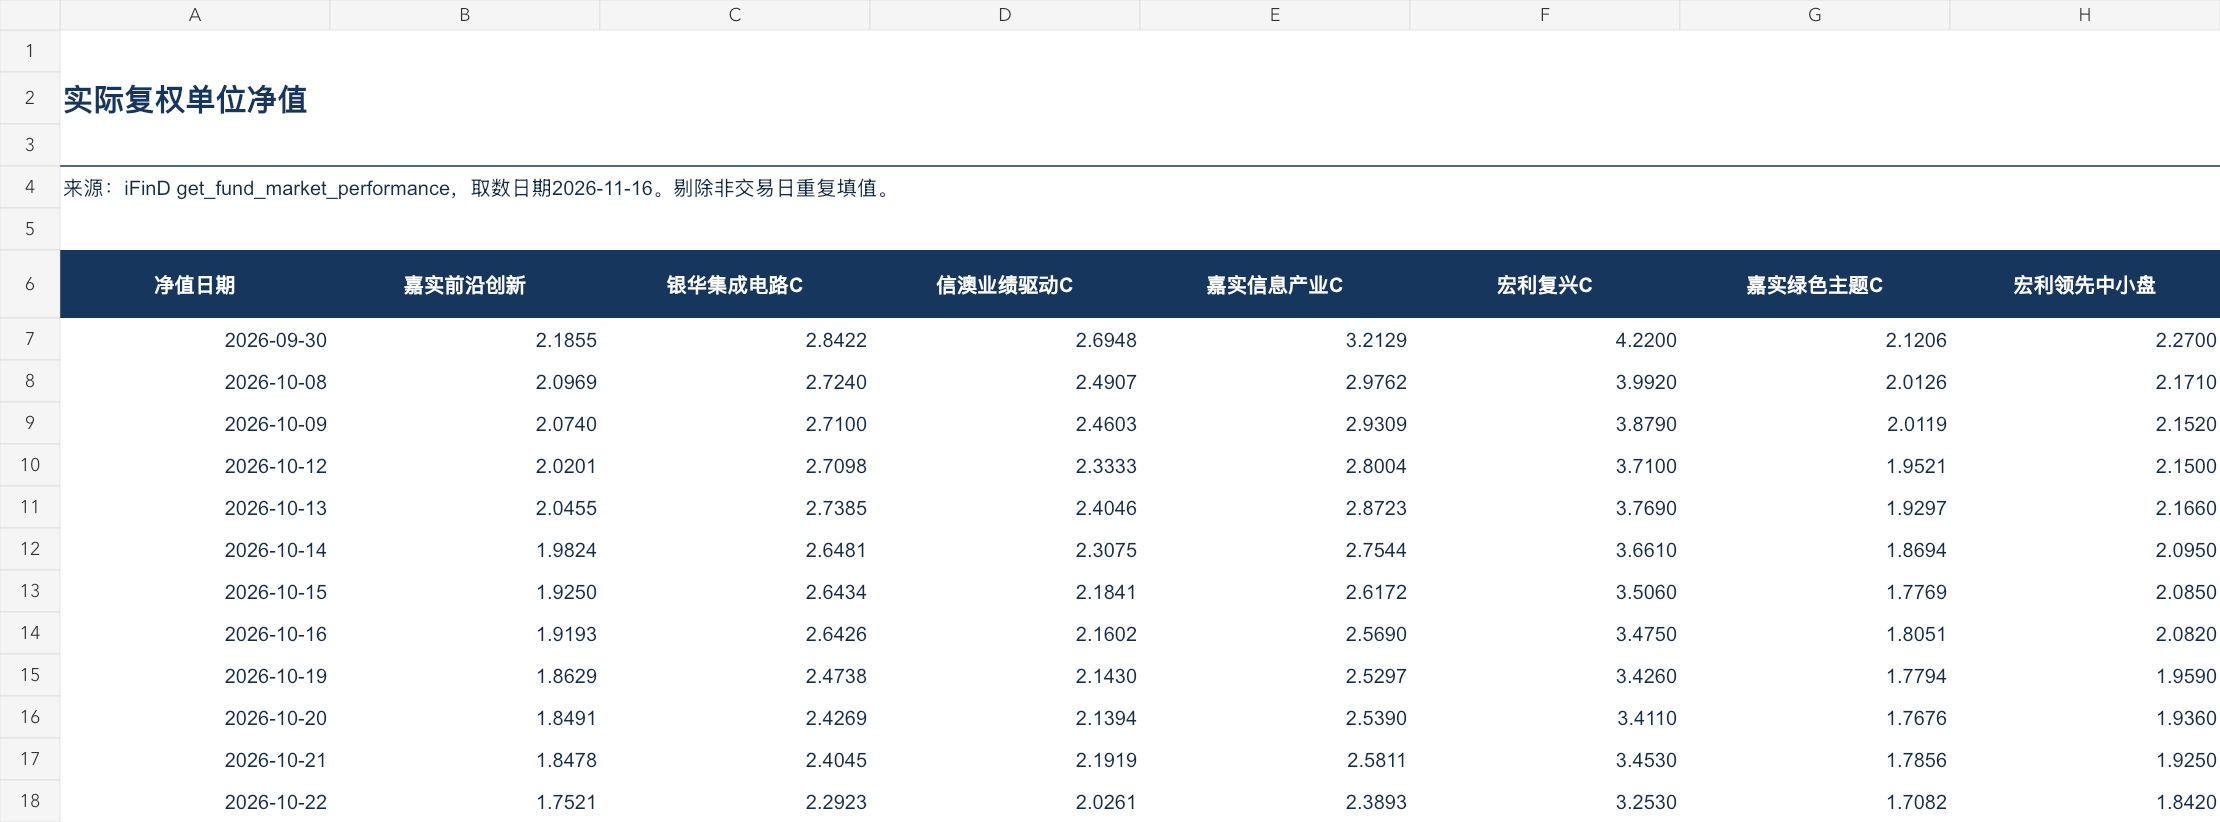 A B C D E F G H
1
2 实际复权单位净值
3
4 来源：iFinD get_fund_market_performance，取数日期2026-11-16。剔除非交易日重复填值。
5
6 净值日期 嘉实前沿创新 银华集成电路C 信澳业绩驱动C 嘉实信息产业C 宏利复兴C 嘉实绿色主题C 宏利领先中小盘
7 2026-09-30 2.1855 2.8422 2.6948 3.2129 4.2200 2.1206 2.2700
8 2026-10-08 2.0969 2.7240 2.4907 2.9762 3.9920 2.0126 2.1710
9 2026-10-09 2.0740 2.7100 2.4603 2.9309 3.8790 2.0119 2.1520
10 2026-10-12 2.0201 2.7098 2.3333 2.8004 3.7100 1.9521 2.1500
11 2026-10-13 2.0455 2.7385 2.4046 2.8723 3.7690 1.9297 2.1660
12 2026-10-14 1.9824 2.6481 2.3075 2.7544 3.6610 1.8694 2.0950
13 2026-10-15 1.9250 2.6434 2.1841 2.6172 3.5060 1.7769 2.0850
14 2026-10-16 1.9193 2.6426 2.1602 2.5690 3.4750 1.8051 2.0820
15 2026-10-19 1.8629 2.4738 2.1430 2.5297 3.4260 1.7794 1.9590
16 2026-10-20 1.8491 2.4269 2.1394 2.5390 3.4110 1.7676 1.9360
17 2026-10-21 1.8478 2.4045 2.1919 2.5811 3.4530 1.7856 1.9250
18 2026-10-22 1.7521 2.2923 2.0261 2.3893 3.2530 1.7082 1.8420